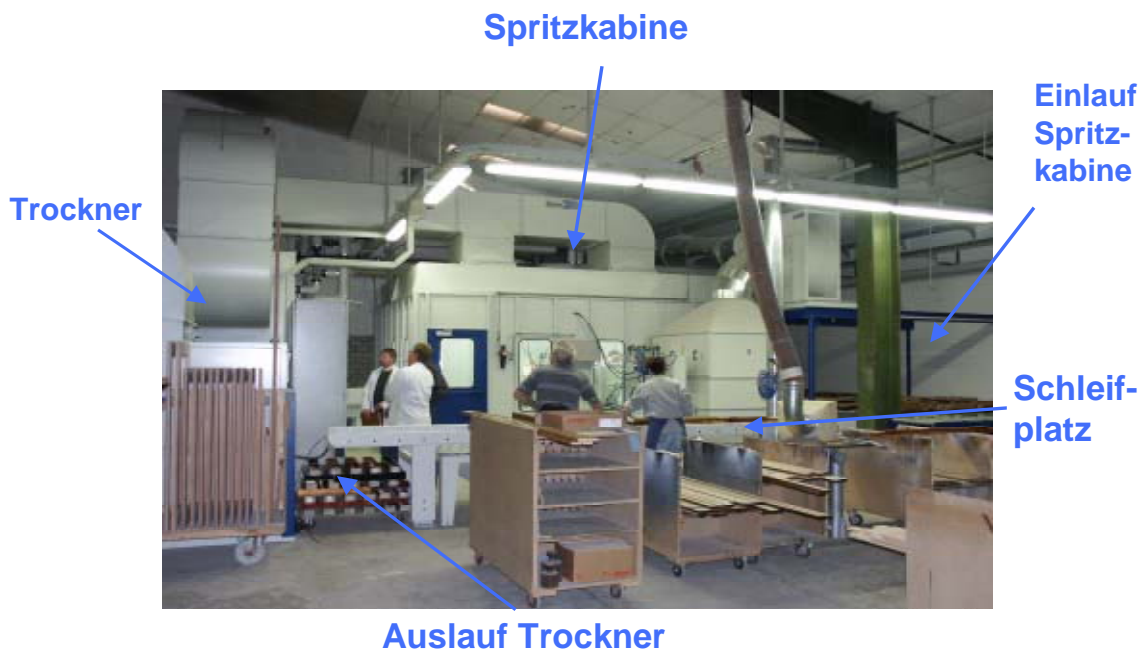 Spritzkabine
Einlauf
Spritz-
kabine
Trockner
Schleif-
platz
Auslauf Trockner